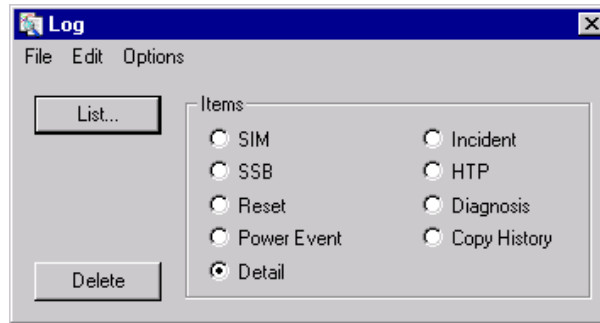 Log
File Edit Options
List...
Items
SIM
Incident
SSB
HTP
Reset
Diagnosis
Power Event
Copy History
Detail
Delete